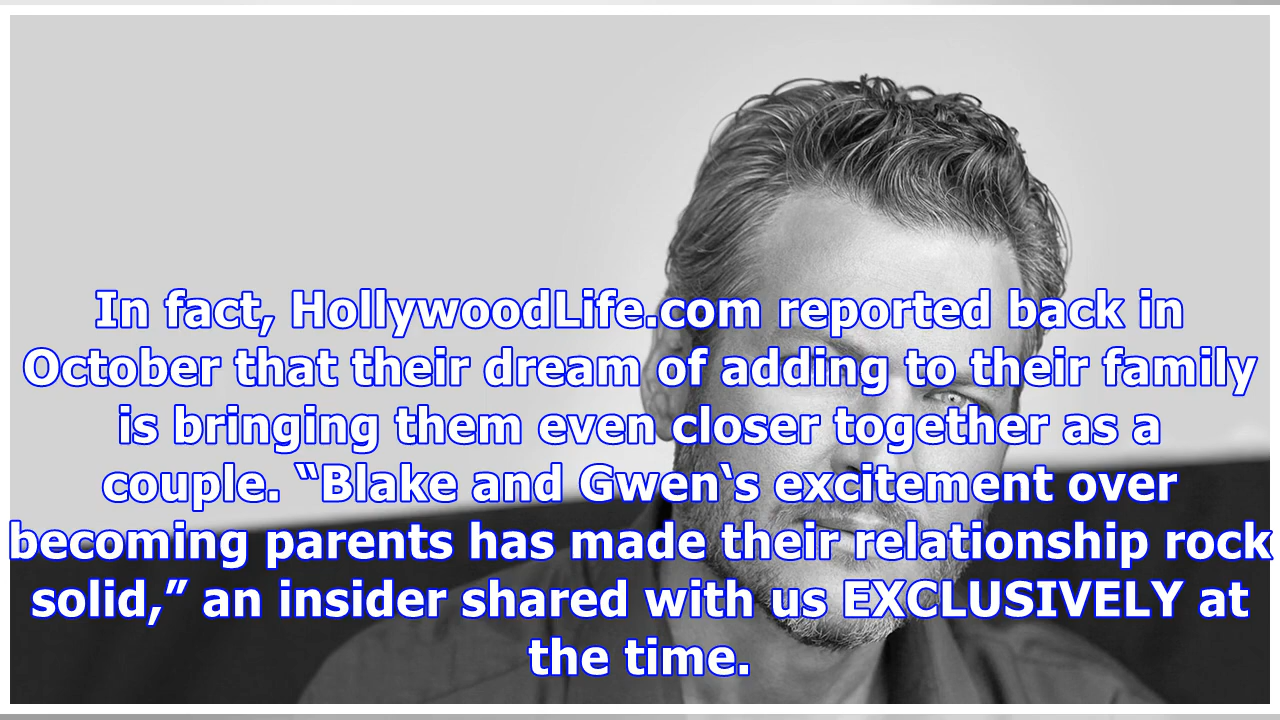 In fact, HollywoodLife.com reported back in
October that their dream of adding to their family
is bringing them even closer together as a
couple. “Blake and Gwen‘s excitement over
becoming parents has made their relationship rock
solid,” an insider shared with us EXCLUSIVELY at
the time.